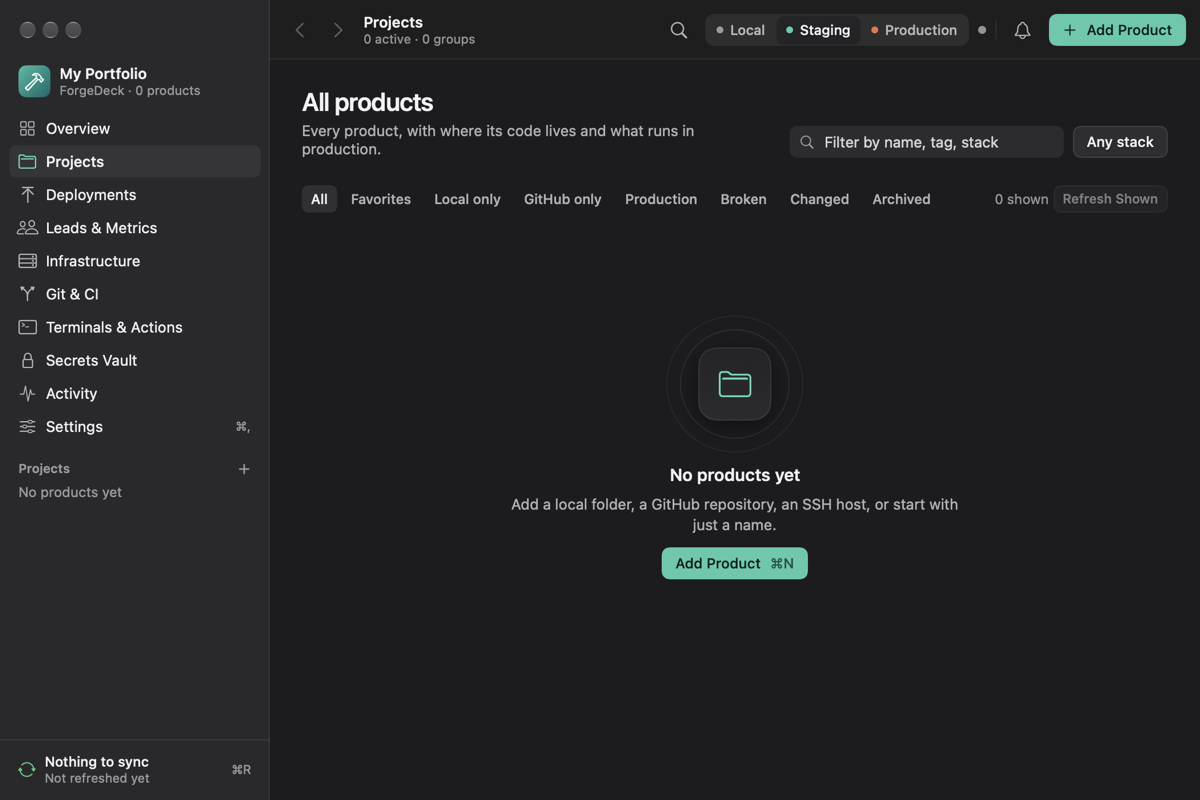 My Portfolio
ForgeDeck · 0 products
Overview
Projects
Deployments
Leads & Metrics
Infrastructure
Git & CI
Terminals & Actions
Secrets Vault
Activity
Settings ⌘,
Projects +
No products yet
Nothing to sync
Not refreshed yet
⌘R
Projects
0 active · 0 groups
Local
Staging
Production
+ Add Product
All products
Every product, with where its code lives and what runs in
production.
Filter by name, tag, stack
Any stack
All
Favorites
Local only
GitHub only
Production
Broken
Changed
Archived
0 shown
Refresh Shown
No products yet
Add a local folder, a GitHub repository, an SSH host, or start with
just a name.
Add Product ⌘N